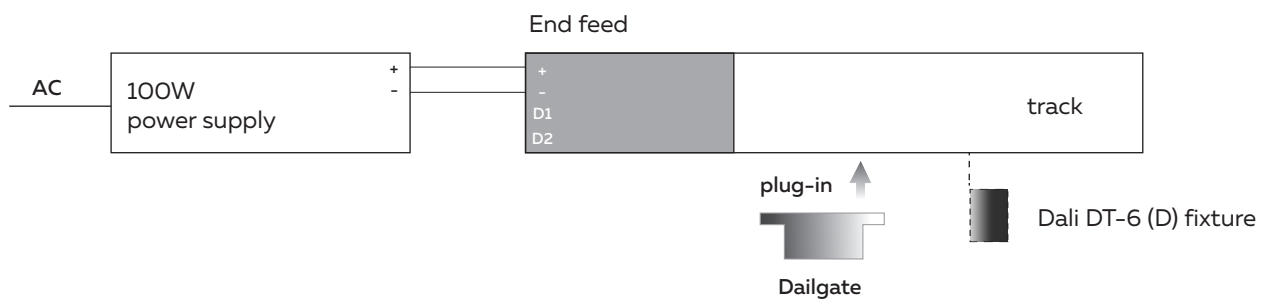 End feed
AC
100W
power supply
+
-
+
-
D1
D2
track
plug-in
Dali DT-6 (D) fixture
Dailgate